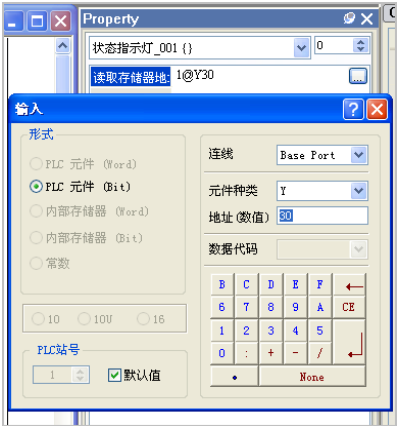 Property
状态指示灯_001 {}
0
读取存储器地:
1@Y30
...
输入
形式
PLC 元件 (Word)
PLC 元件 (Bit)
内部存储器 (Word)
内部存储器 (Bit)
常数
10
10U
16
PLC站号
1
默认值
连线
Base Port
元件种类
Y
地址(数值)
30
数据代码
B C D E F ←
6 7 8 9 A CE
1 2 3 4 5
0 : + - /
• None